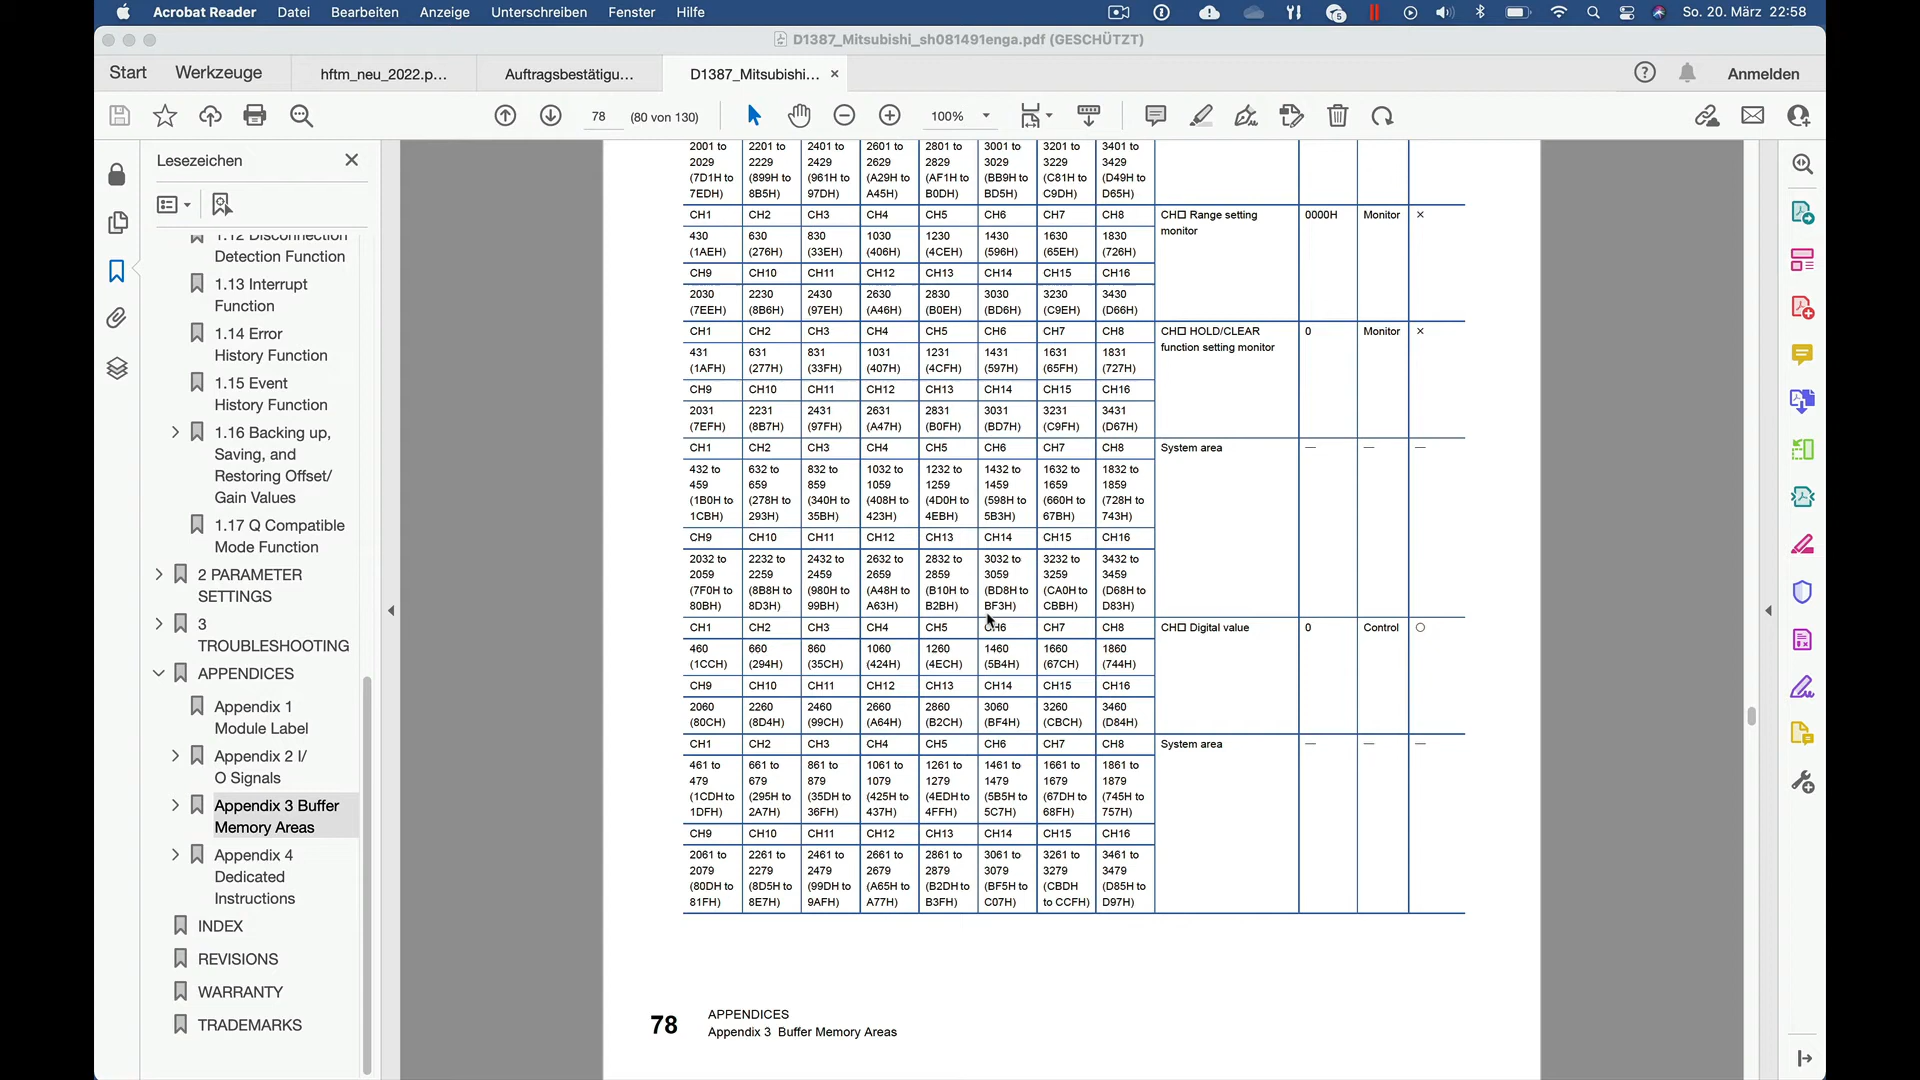 Acrobat Reader Datei Bearbeiten Anzeige Unterschreiben Fenster Hilfe 5 So. 20. März 22:58
D1387_Mitsubishi_sh081491enga.pdf (GESCHÜTZT)
Start Werkzeuge hftm_neu_2022.p... Auftragsbestätigu... D1387_Mitsubishi... × Anmelden
78 (80 von 130) 100%
Lesezeichen
1.12 Disconnection
Detection Function
1.13 Interrupt
Function
1.14 Error
History Function
1.15 Event
History Function
1.16 Backing up,
Saving, and
Restoring Offset/
Gain Values
1.17 Q Compatible
Mode Function
2 PARAMETER
SETTINGS
3
TROUBLESHOOTING
APPENDICES
Appendix 1
Module Label
Appendix 2 I/
O Signals
Appendix 3 Buffer
Memory Areas
Appendix 4
Dedicated
Instructions
INDEX
REVISIONS
WARRANTY
TRADEMARKS
2001 to 2201 to 2401 to 2601 to 2801 to 3001 to 3201 to 3401 to
2029 2229 2429 2629 2829 3029 3229 3429
(7D1H to (899H to (961H to (A29H to (AF1H to (BB9H to (C81H to (D49H to
7EDH) 8B5H) 97DH) A45H) B0DH) BD5H) C9DH) D65H)
CH1 CH2 CH3 CH4 CH5 CH6 CH7 CH8 CH□ Range setting 0000H Monitor ×
monitor
430 630 830 1030 1230 1430 1630 1830
(1AEH) (276H) (33EH) (406H) (4CEH) (596H) (65EH) (726H)
CH9 CH10 CH11 CH12 CH13 CH14 CH15 CH16
2030 2230 2430 2630 2830 3030 3230 3430
(7EEH) (8B6H) (97EH) (A46H) (B0EH) (BD6H) (C9EH) (D66H)
CH1 CH2 CH3 CH4 CH5 CH6 CH7 CH8 CH□ HOLD/CLEAR 0 Monitor ×
function setting monitor
431 631 831 1031 1231 1431 1631 1831
(1AFH) (277H) (33FH) (407H) (4CFH) (597H) (65FH) (727H)
CH9 CH10 CH11 CH12 CH13 CH14 CH15 CH16
2031 2231 2431 2631 2831 3031 3231 3431
(7EFH) (8B7H) (97FH) (A47H) (B0FH) (BD7H) (C9FH) (D67H)
CH1 CH2 CH3 CH4 CH5 CH6 CH7 CH8 System area — — —
432 to 632 to 832 to 1032 to 1232 to 1432 to 1632 to 1832 to
459 659 859 1059 1259 1459 1659 1859
(1B0H to (278H to (340H to (408H to (4D0H to (598H to (660H to (728H to
1CBH) 293H) 35BH) 423H) 4EBH) 5B3H) 67BH) 743H)
CH9 CH10 CH11 CH12 CH13 CH14 CH15 CH16
2032 to 2232 to 2432 to 2632 to 2832 to 3032 to 3232 to 3432 to
2059 2259 2459 2659 2859 3059 3259 3459
(7F0H to (8B8H to (980H to (A48H to (B10H to (BD8H to (CA0H to (D68H to
80BH) 8D3H) 99BH) A63H) B2BH) BF3H) CBBH) D83H)
CH1 CH2 CH3 CH4 CH5 CH6 CH7 CH8 CH□ Digital value 0 Control ○
460 660 860 1060 1260 1460 1660 1860
(1CCH) (294H) (35CH) (424H) (4ECH) (5B4H) (67CH) (744H)
CH9 CH10 CH11 CH12 CH13 CH14 CH15 CH16
2060 2260 2460 2660 2860 3060 3260 3460
(80CH) (8D4H) (99CH) (A64H) (B2CH) (BF4H) (CBCH) (D84H)
CH1 CH2 CH3 CH4 CH5 CH6 CH7 CH8 System area — — —
461 to 661 to 861 to 1061 to 1261 to 1461 to 1661 to 1861 to
479 679 879 1079 1279 1479 1679 1879
(1CDH to (295H to (35DH to (425H to (4EDH to (5B5H to (67DH to (745H to
1DFH) 2A7H) 36FH) 437H) 4FFH) 5C7H) 68FH) 757H)
CH9 CH10 CH11 CH12 CH13 CH14 CH15 CH16
2061 to 2261 to 2461 to 2661 to 2861 to 3061 to 3261 to 3461 to
2079 2279 2479 2679 2879 3079 3279 3479
(80DH to (8D5H to (99DH to (A65H to (B2DH to (BF5H to (CBDH (D85H to
81FH) 8E7H) 9AFH) A77H) B3FH) C07H) to CCFH) D97H)
78 APPENDICES
Appendix 3 Buffer Memory Areas